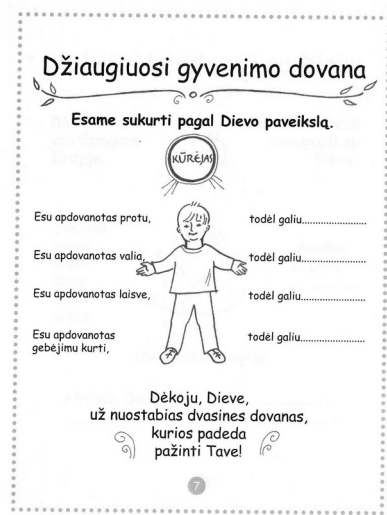 Džiaugiuosi gyvenimo dovana
Esame sukurti pagal Dievo paveikslą.
KŪRĖJAS
Esu apdovanotas protu, todėl galiu......................
Esu apdovanotas valia, todėl galiu......................
Esu apdovanotas laisve, todėl galiu......................
Esu apdovanotas
gebėjimu kurti, todėl galiu......................
Dėkoju, Dieve,
už nuostabias dvasines dovanas,
kurios padeda
pažinti Tave!
7